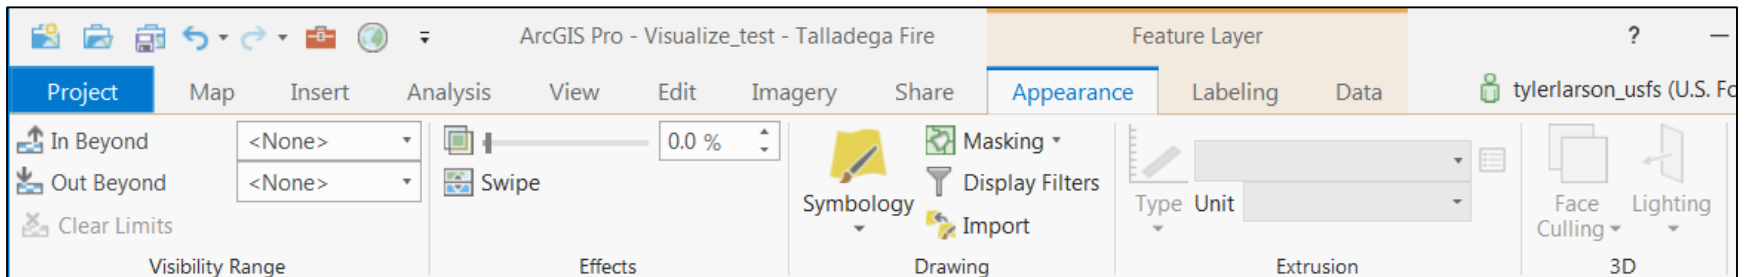 ArcGIS Pro - Visualize_test - Talladega Fire
Feature Layer
?
Project Map Insert Analysis View Edit Imagery Share Appearance Labeling Data tylerlarson_usfs (U.S. Fo
In Beyond <None> 0.0 % Masking
Out Beyond <None> Swipe Symbology Display Filters Type Unit Face Culling Lighting
Clear Limits Import
Visibility Range Effects Drawing Extrusion 3D